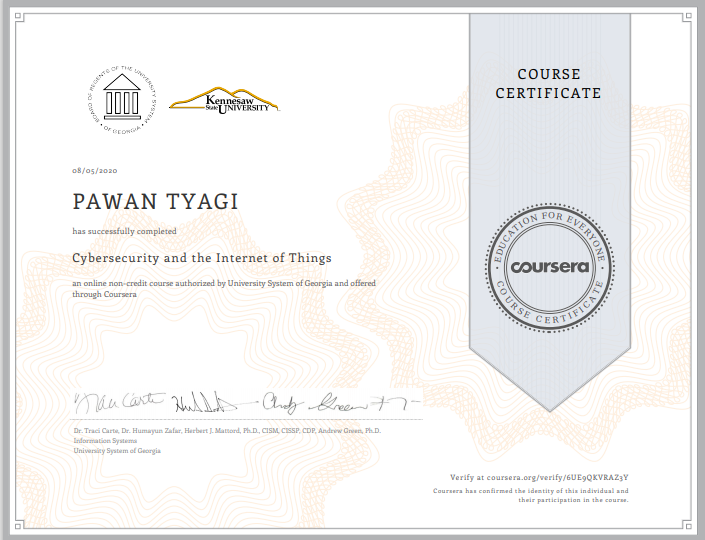 BOARD OF REGENTS OF THE UNIVERSITY SYSTEM
• OF GEORGIA •
Kennesaw
State UNIVERSITY
COURSE
CERTIFICATE
08/05/2020
PAWAN TYAGI
has successfully completed
Cybersecurity and the Internet of Things
an online non-credit course authorized by University System of Georgia and offered
through Coursera
EDUCATION FOR EVERYONE
coursera
COURSE CERTIFICATE
Dr. Traci Carte, Dr. Humayun Zafar, Herbert J. Mattord, Ph.D., CISM, CISSP, CDP, Andrew Green, Ph.D.
Information Systems
University System of Georgia
Verify at coursera.org/verify/6UE9QKVRAZ3Y
Coursera has confirmed the identity of this individual and
their participation in the course.